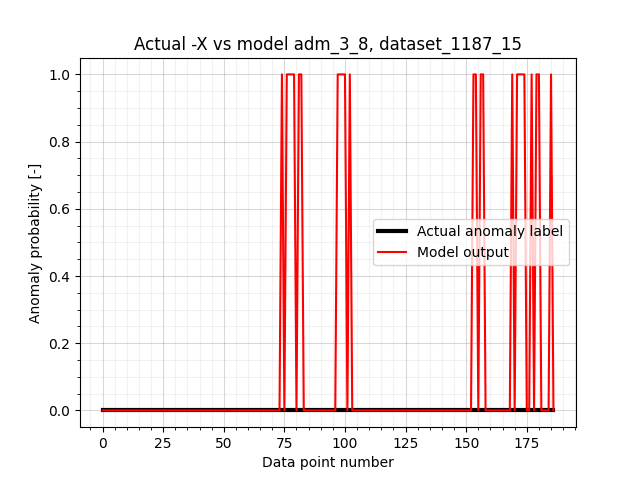 Actual -X vs model adm_3_8, dataset_1187_15
Anomaly probability [-]
1.0
0.8
0.6
0.4
0.2
0.0
Actual anomaly label
Model output
0 25 50 75 100 125 150 175
Data point number